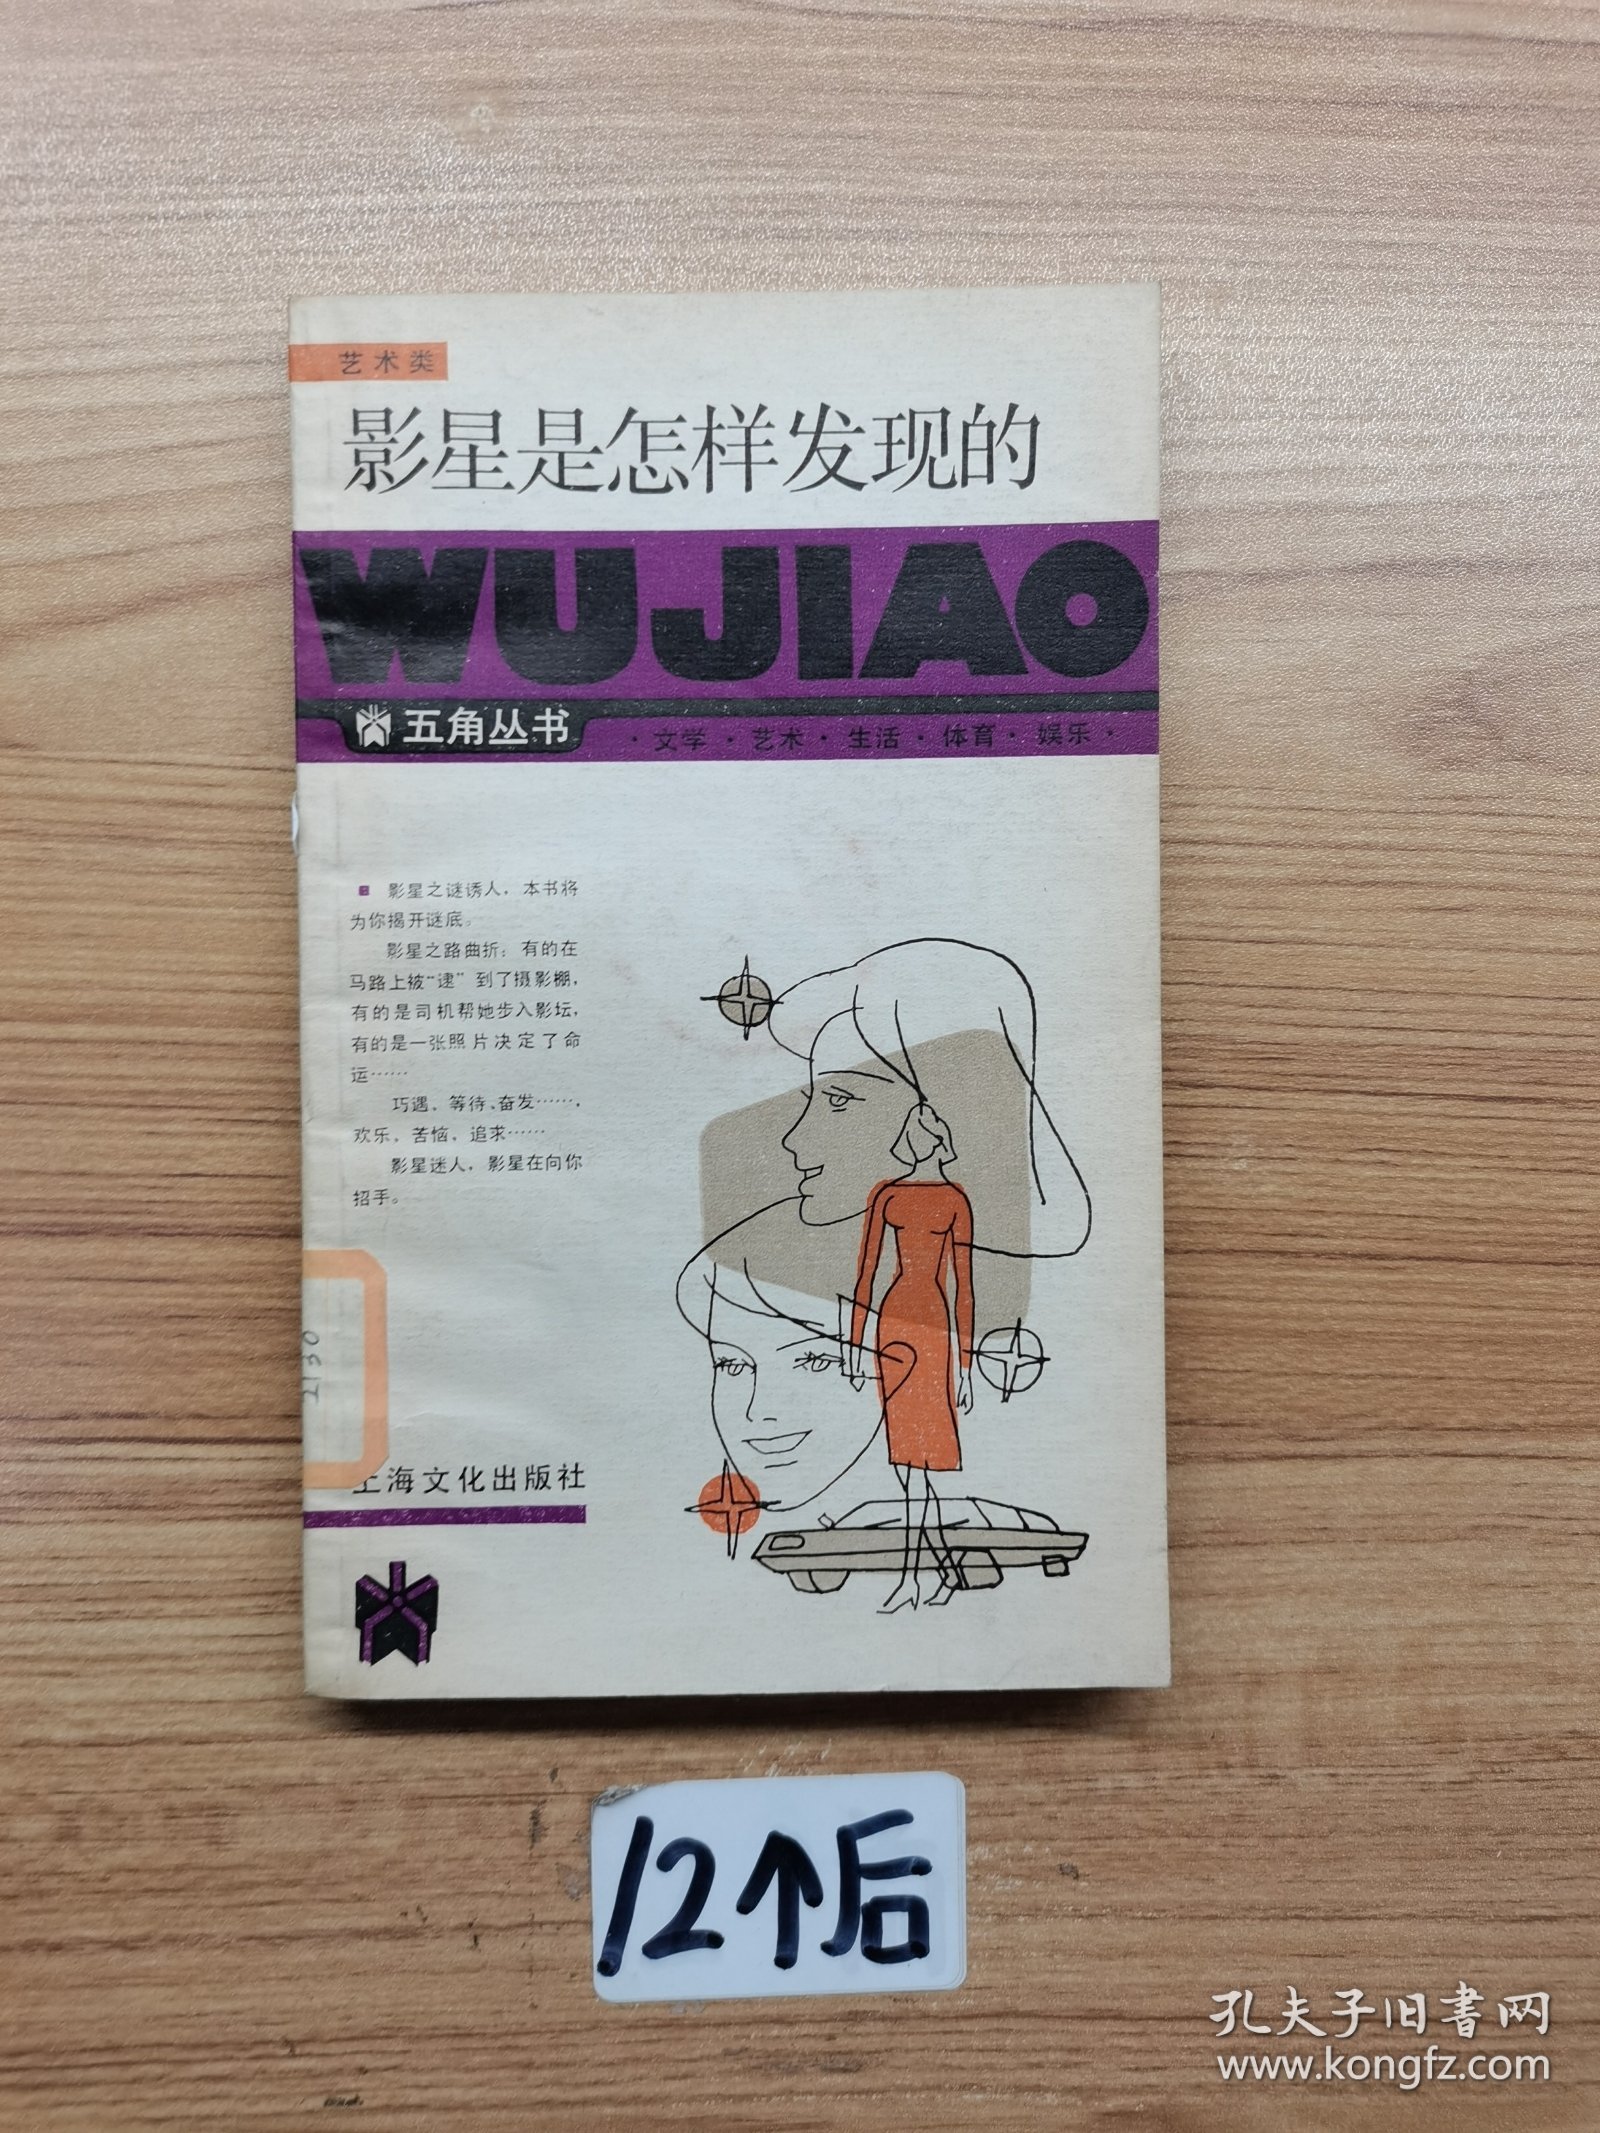 艺术类
影星是怎样发现的
WUJIAO
五角丛书
·文学·艺术·生活·体育·娱乐·
影星之谜诱人，本书将
为你揭开谜底。
影星之路曲折：有的在
马路上被“逮”到了摄影棚，
有的是司机帮她步入影坛，
有的是一张照片决定了命
运……
巧遇、等待、奋发……，
欢乐、苦恼、追求……
影星迷人，影星在向你
招手。
2130
上海文化出版社
12个后
孔夫子旧書网
www.kongfz.com